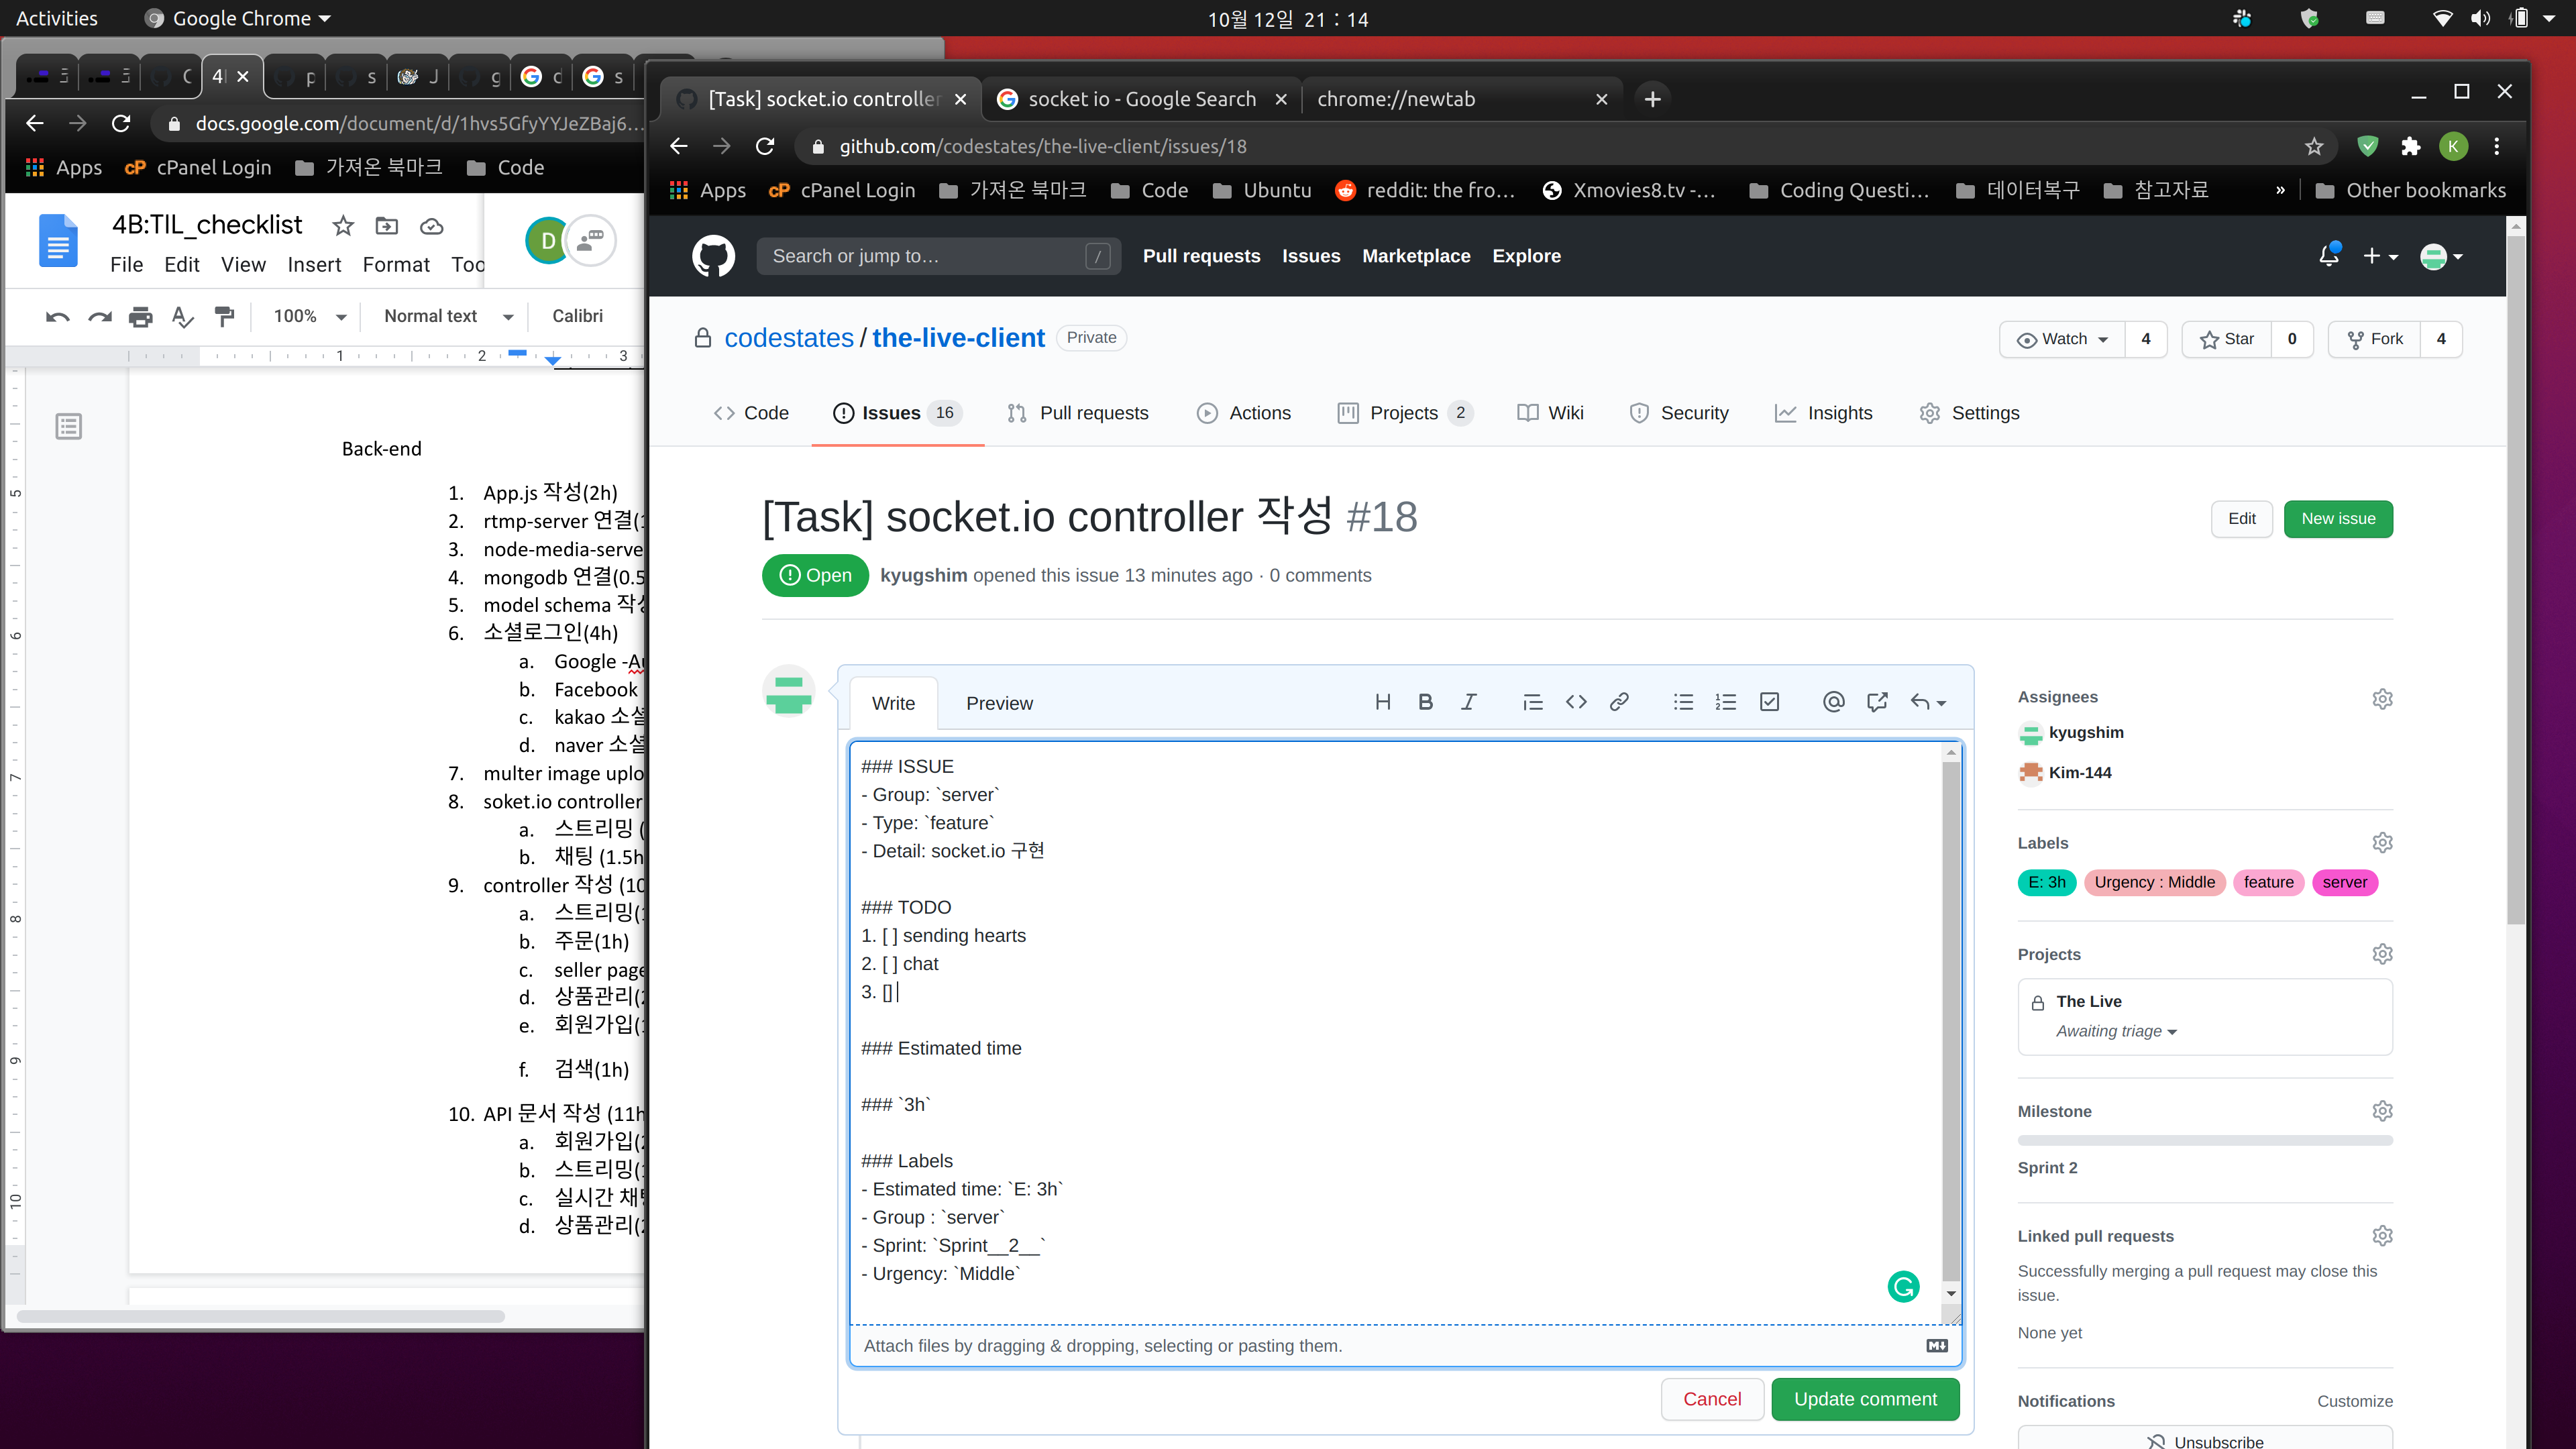 Activities
Google Chrome
10월 12일 21 : 14
docs.google.com/document/d/1hvs5GfyYYJeZBaj6...
Apps
cPanel Login
가져온 북마크
Code
4B:TIL_checklist
D
File Edit View Insert Format Too
100%
Normal text
Calibri
1 2 3
Back-end
1. App.js 작성(2h)
2. rtmp-server 연결(
3. node-media-serve
4. mongodb 연결(0.5
5. model schema 작성
6. 소셜로그인(4h)
a. Google -Au
b. Facebook
c. kakao 소셜
d. naver 소셜
7. multer image uplo
8. soket.io controller
a. 스트리밍 (
b. 채팅 (1.5h
9. controller 작성 (10
a. 스트리밍(
b. 주문(1h)
c. seller page
d. 상품관리(2
e. 회원가입(
f. 검색(1h)
10. API 문서 작성 (11h
a. 회원가입(2
b. 스트리밍(
c. 실시간 채팅
d. 상품관리(2
5
6
7
8
9
10
[Task] socket.io controller
socket io - Google Search
chrome://newtab
github.com/codestates/the-live-client/issues/18
K
Apps
cPanel Login
가져온 북마크
Code
Ubuntu
reddit: the fro...
Xmovies8.tv -...
Coding Questi...
데이터복구
참고자료
»
Other bookmarks
Search or jump to…
/
Pull requests
Issues
Marketplace
Explore
codestates / the-live-client
Private
Watch 4
Star 0
Fork 4
Code
Issues 16
Pull requests
Actions
Projects 2
Wiki
Security
Insights
Settings
[Task] socket.io controller 작성 #18
Edit
New issue
Open
kyugshim opened this issue 13 minutes ago · 0 comments
Write
Preview
### ISSUE
- Group: `server`
- Type: `feature`
- Detail: socket.io 구현
### TODO
1. [ ] sending hearts
2. [ ] chat
3. []
### Estimated time
### `3h`
### Labels
- Estimated time: `E: 3h`
- Group : `server`
- Sprint: `Sprint__2__`
- Urgency: `Middle`
Attach files by dragging & dropping, selecting or pasting them.
Cancel
Update comment
Assignees
kyugshim
Kim-144
Labels
E: 3h
Urgency : Middle
feature
server
Projects
The Live
Awaiting triage
Milestone
Sprint 2
Linked pull requests
Successfully merging a pull request may close this
issue.
None yet
Notifications
Customize
Unsubscribe